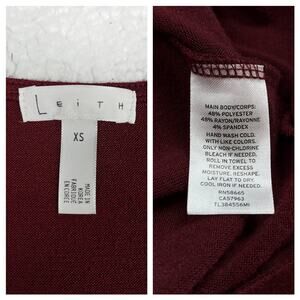 LEITH
XS
MADE IN
KOREA
FABRIQUÉ
EN CORÉE
MAIN BODY/CORPS:
48% POLYESTER
48% RAYON/RAYONNE
4% SPANDEX
HAND WASH COLD.
WITH LIKE COLORS.
ONLY NON-CHLORINE
BLEACH IF NEEDED.
ROLL IN TOWEL TO
REMOVE EXCESS
MOISTURE. RESHAPE.
LAY FLAT TO DRY.
COOL IRON IF NEEDED.
RN58665
CA57963
TL384556MI